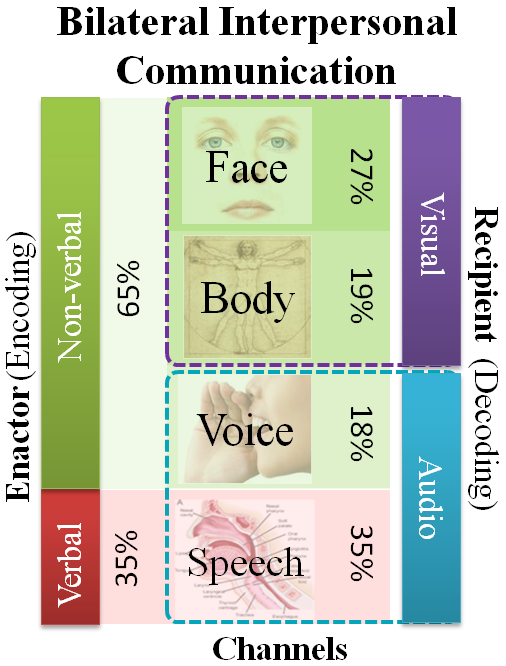 Bilateral Interpersonal
Communication
Enactor (Encoding)
Non-verbal
65%
Verbal
35%
Face
27%
Body
19%
Voice
18%
Speech
35%
Visual
Audio
Recipient (Decoding)
Channels